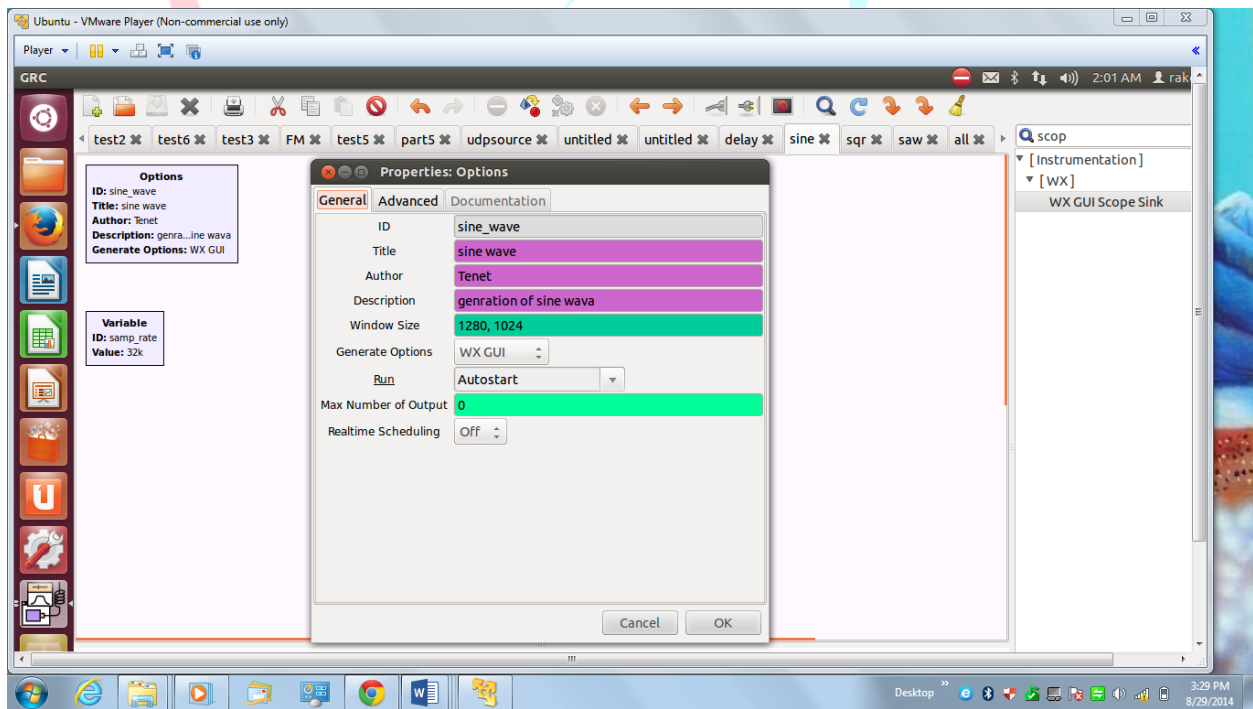 Ubuntu - VMware Player (Non-commercial use only)
Player
GRC
2:01 AM
test2 test6 test3 FM test5 part5 udpsource untitled untitled delay sine sqr saw all
scop
[Instrumentation]
[WX]
WX GUI Scope Sink
Options
ID: sine_wave
Title: sine wave
Author: Tenet
Description: genra...ine wava
Generate Options: WX GUI
Variable
ID: samp_rate
Value: 32k
Properties: Options
General Advanced Documentation
ID sine_wave
Title sine wave
Author Tenet
Description genration of sine wava
Window Size 1280, 1024
Generate Options WX GUI
Run Autostart
Max Number of Output 0
Realtime Scheduling Off
Cancel OK
Desktop
3:29 PM
8/29/2014